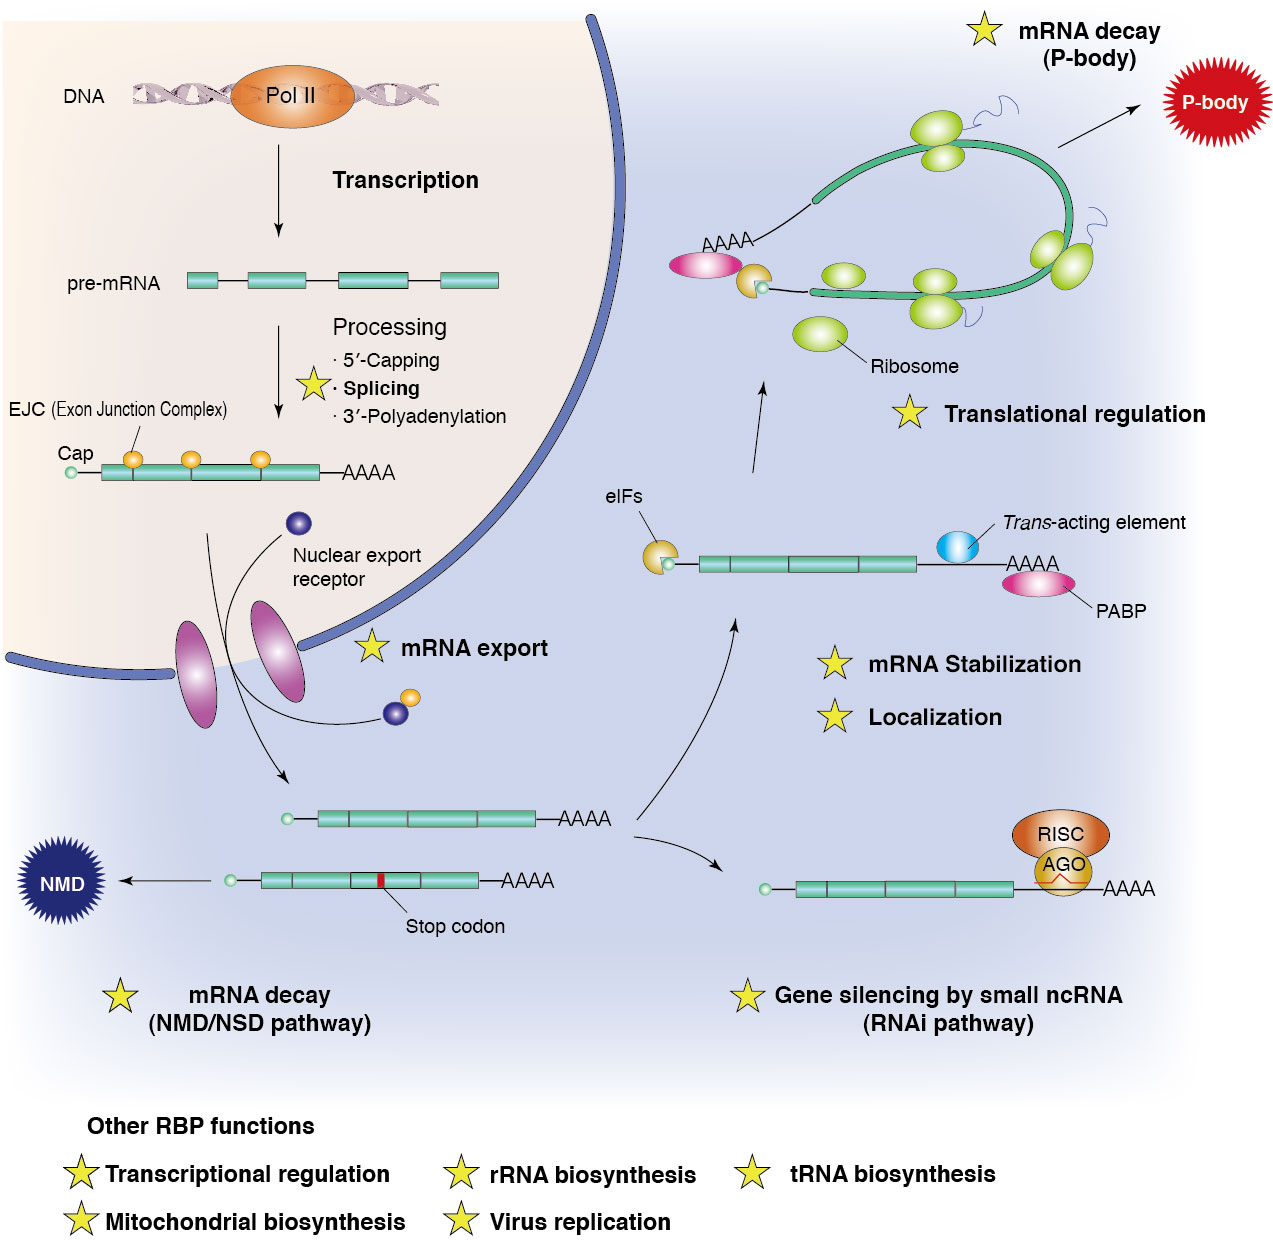 mRNA decay
(P-body)
P-body
DNA
Pol II
Transcription
pre-mRNA
Processing
· 5′-Capping
· Splicing
· 3′-Polyadenylation
EJC (Exon Junction Complex)
Cap
AAAA
Nuclear export
receptor
mRNA export
AAAA
Ribosome
Translational regulation
eIFs
Trans-acting element
AAAA
PABP
mRNA Stabilization
Localization
AAAA
NMD
AAAA
Stop codon
RISC
AGO
AAAA
mRNA decay
(NMD/NSD pathway)
Gene silencing by small ncRNA
(RNAi pathway)
Other RBP functions
Transcriptional regulation
rRNA biosynthesis
tRNA biosynthesis
Mitochondrial biosynthesis
Virus replication